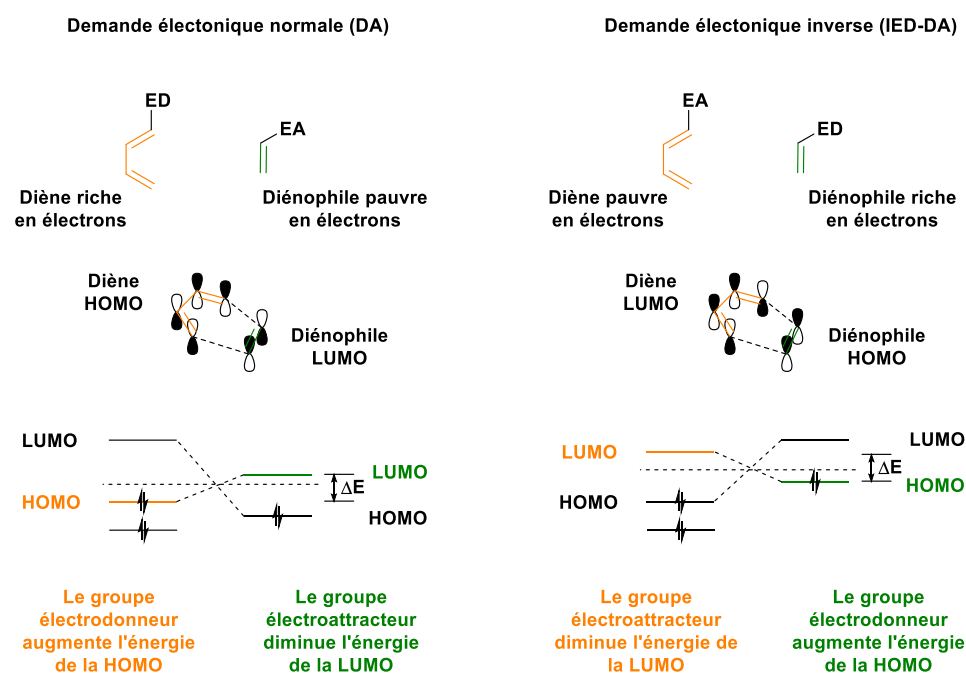 Demande électonique normale (DA)
ED
EA
Diène riche
en électrons
Diénophile pauvre
en électrons
Diène
HOMO
Diénophile
LUMO
LUMO
LUMO
HOMO
ΔE
HOMO
Le groupe
électrodonneur
augmente l'énergie
de la HOMO
Le groupe
électroattracteur
diminue l'énergie
de la LUMO
Demande électonique inverse (IED-DA)
EA
ED
Diène pauvre
en électrons
Diénophile riche
en électrons
Diène
LUMO
Diénophile
HOMO
LUMO
LUMO
ΔE
HOMO
HOMO
Le groupe
électroattracteur
diminue l'énergie de
la LUMO
Le groupe
électrodonneur
augmente l'énergie
de la HOMO